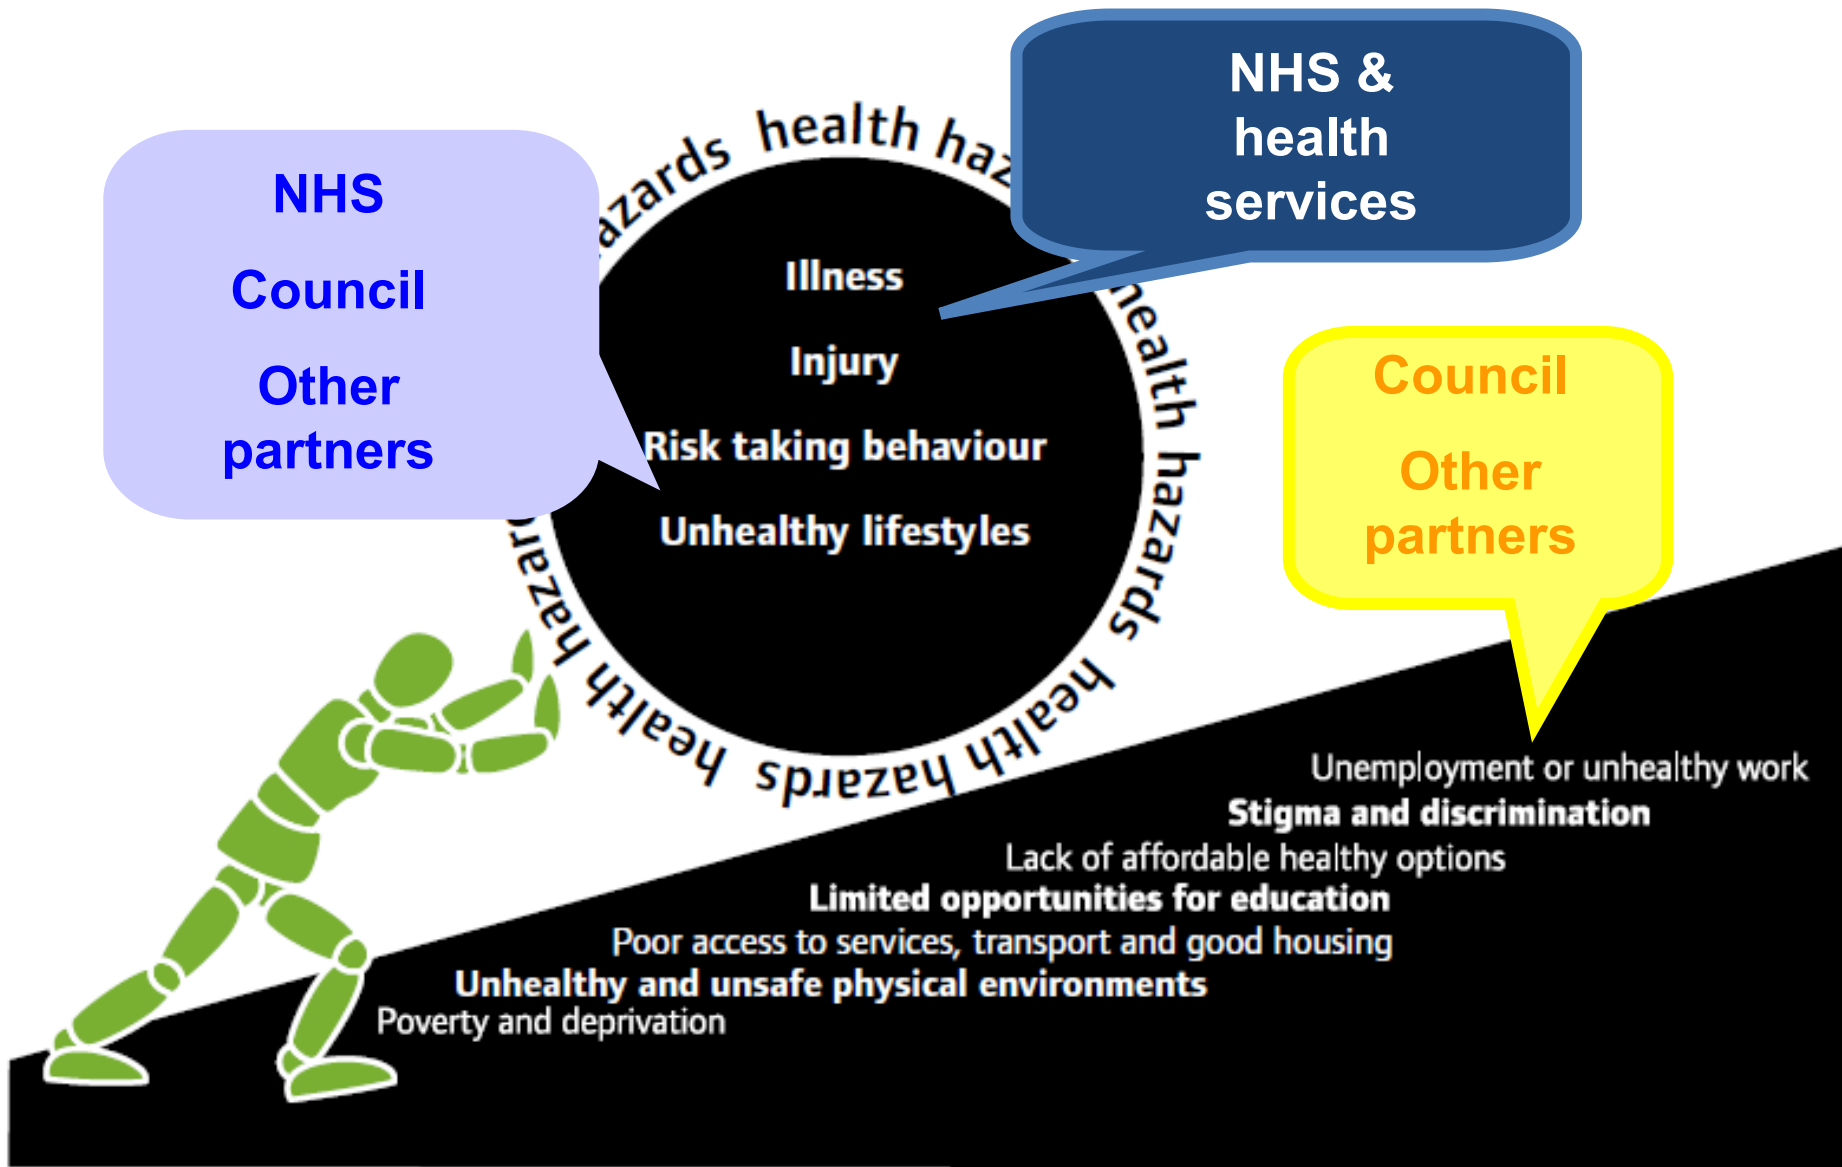 NHS &
health
services
NHS
Council
Other
partners
azards health haz
health hazards health hazards health hazards health hazard
Illness
Injury
Risk taking behaviour
Unhealthy lifestyles
Council
Other
partners
Unemployment or unhealthy work
Stigma and discrimination
Lack of affordable healthy options
Limited opportunities for education
Poor access to services, transport and good housing
Unhealthy and unsafe physical environments
Poverty and deprivation